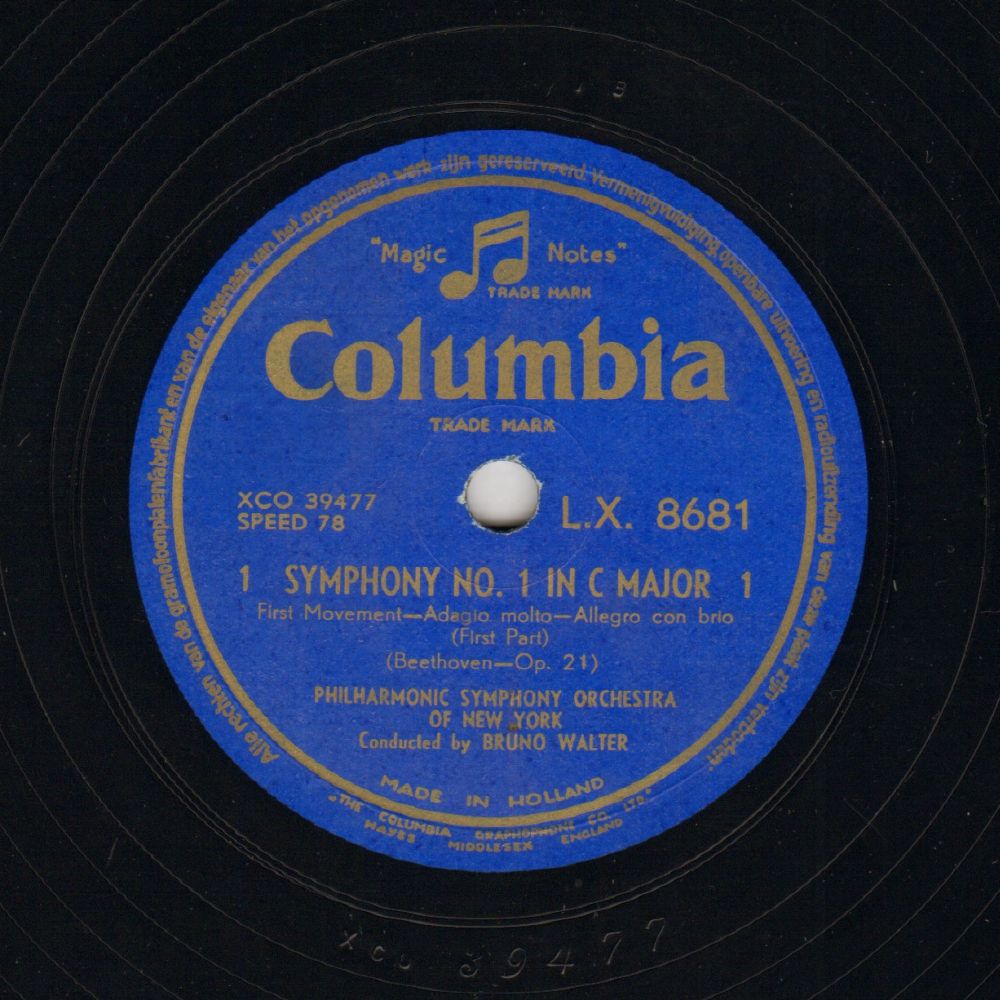 Alle rechten van de gramofoonplatenfabrikant en van de eigenaar van het opgenomen werk zijn gereserveerd. Vermenigvuldiging, openbare uitvoering en radiouitzending van deze plaat zijn verboden
"Magic Notes"
TRADE MARK
Columbia
TRADE MARK
XCO 39477
SPEED 78
L.X. 8681
1 SYMPHONY NO. 1 IN C MAJOR 1
First Movement—Adagio molto—Allegro con brio
(First Part)
(Beethoven—Op. 21)
PHILHARMONIC SYMPHONY ORCHESTRA
OF NEW YORK
Conducted by BRUNO WALTER
MADE IN HOLLAND
"THE COLUMBIA GRAPHOPHONE CO. LTD."
HAYES MIDDLESEX ENGLAND
XCO 39477